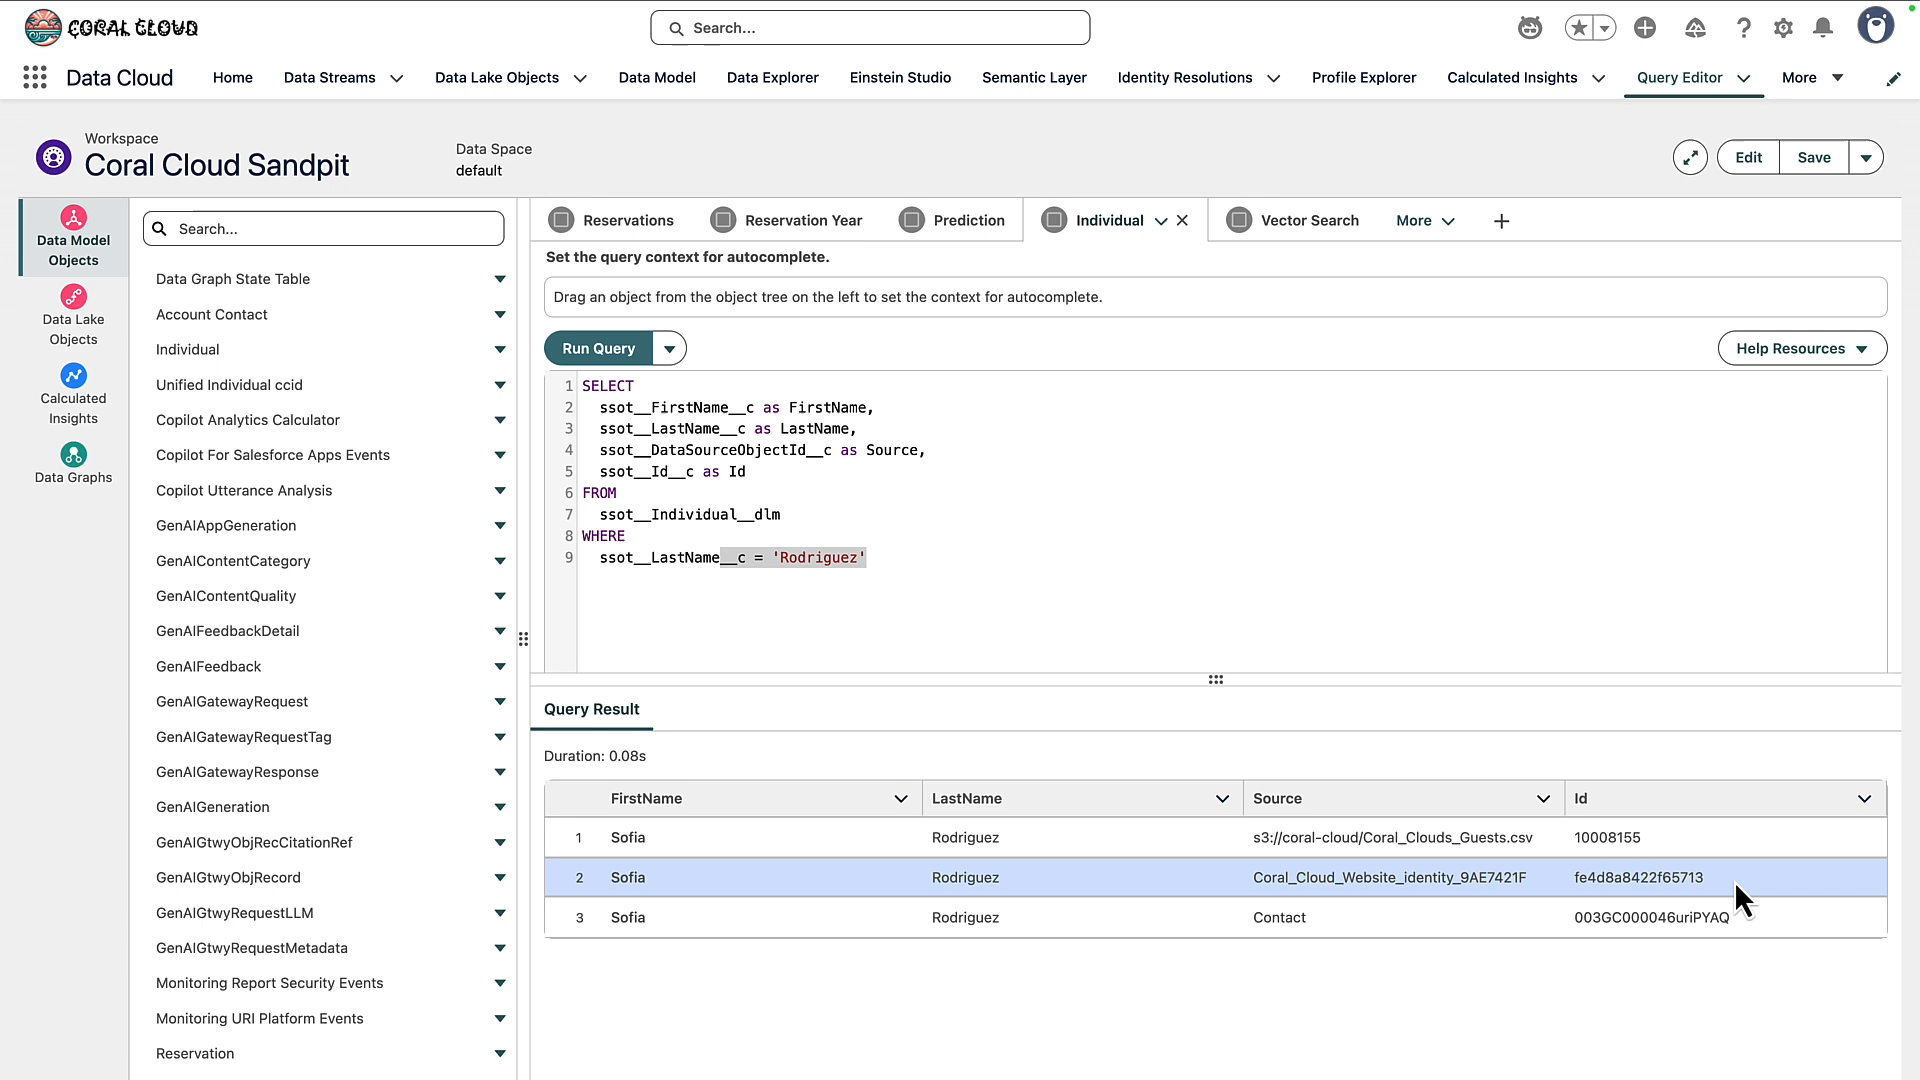 CORAL CLOUD
Search...
Data Cloud
Home
Data Streams
Data Lake Objects
Data Model
Data Explorer
Einstein Studio
Semantic Layer
Identity Resolutions
Profile Explorer
Calculated Insights
Query Editor
More
Workspace
Coral Cloud Sandpit
Data Space
default
Edit
Save
Data Model
Objects
Data Lake
Objects
Calculated
Insights
Data Graphs
Search...
Data Graph State Table
Account Contact
Individual
Unified Individual ccid
Copilot Analytics Calculator
Copilot For Salesforce Apps Events
Copilot Utterance Analysis
GenAIAppGeneration
GenAIContentCategory
GenAIContentQuality
GenAIFeedbackDetail
GenAIFeedback
GenAIGatewayRequest
GenAIGatewayRequestTag
GenAIGatewayResponse
GenAIGeneration
GenAIGtwyObjRecCitationRef
GenAIGtwyObjRecord
GenAIGtwyRequestLLM
GenAIGtwyRequestMetadata
Monitoring Report Security Events
Monitoring URI Platform Events
Reservation
Reservations
Reservation Year
Prediction
Individual
Vector Search
More
Set the query context for autocomplete.
Drag an object from the object tree on the left to set the context for autocomplete.
Run Query
Help Resources
1 SELECT
2 ssot__FirstName__c as FirstName,
3 ssot__LastName__c as LastName,
4 ssot__DataSourceObjectId__c as Source,
5 ssot__Id__c as Id
6 FROM
7 ssot__Individual__dlm
8 WHERE
9 ssot__LastName__c = 'Rodriguez'
Query Result
Duration: 0.08s
FirstName LastName Source Id
1 Sofia Rodriguez s3://coral-cloud/Coral_Clouds_Guests.csv 10008155
2 Sofia Rodriguez Coral_Cloud_Website_identity_9AE7421F fe4d8a8422f65713
3 Sofia Rodriguez Contact 003GC000046uriPYAQ